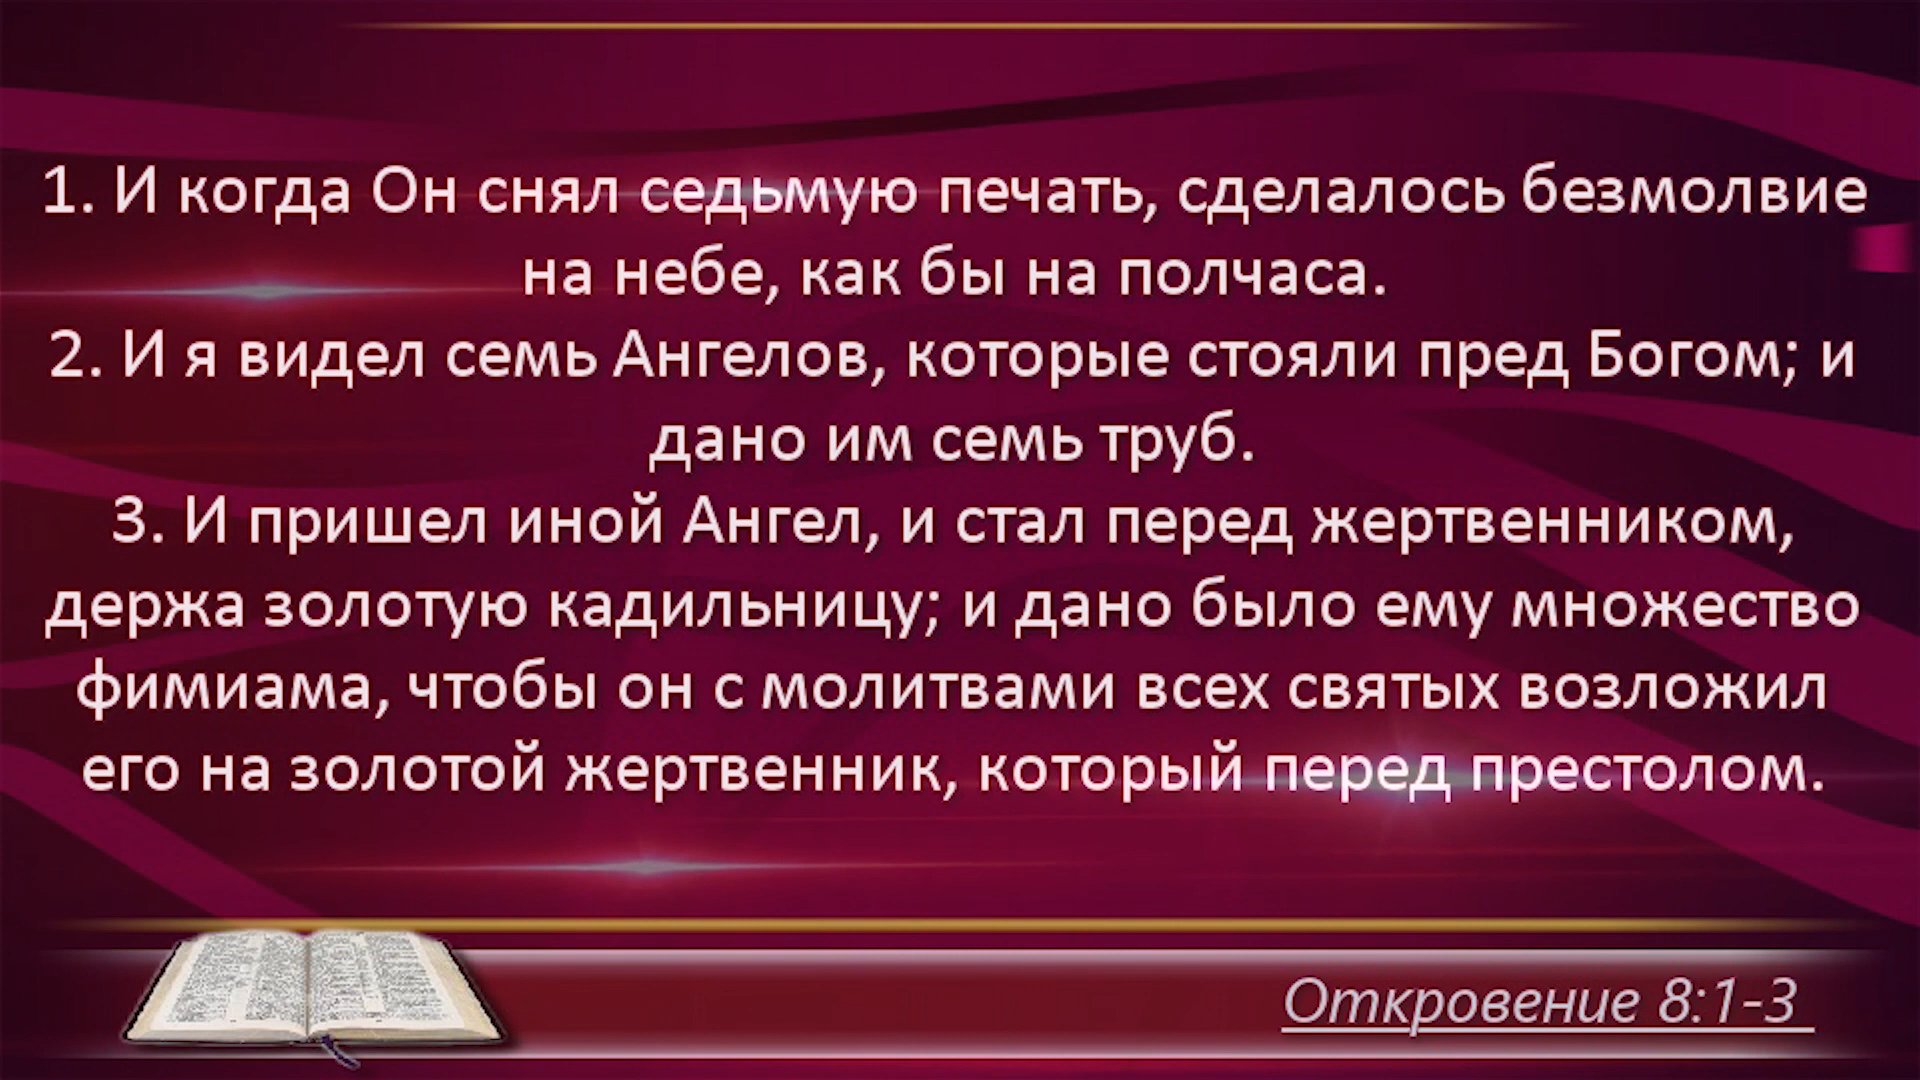 1. И когда Он снял седьмую печать, сделалось безмолвие
на небе, как бы на полчаса.
2. И я видел семь Ангелов, которые стояли пред Богом; и
дано им семь труб.
3. И пришел иной Ангел, и стал перед жертвенником,
держа золотую кадильницу; и дано было ему множество
фимиама, чтобы он с молитвами всех святых возложил
его на золотой жертвенник, который перед престолом.
Откровение 8:1-3